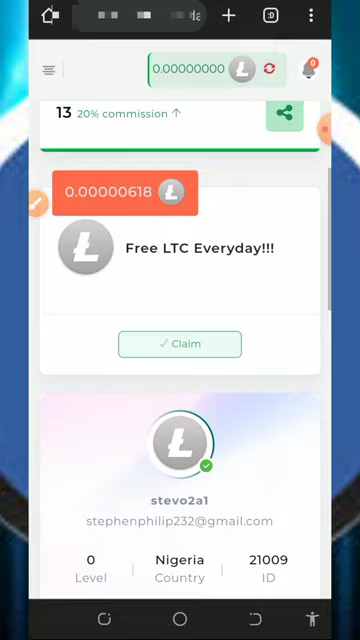 :D
0.00000000
0
13 20% commission ↑
0.00000618
Free LTC Everyday!!!
✓ Claim
stevo2a1
stephenphilip232@gmail.com
0 Nigeria 21009
Level Country ID